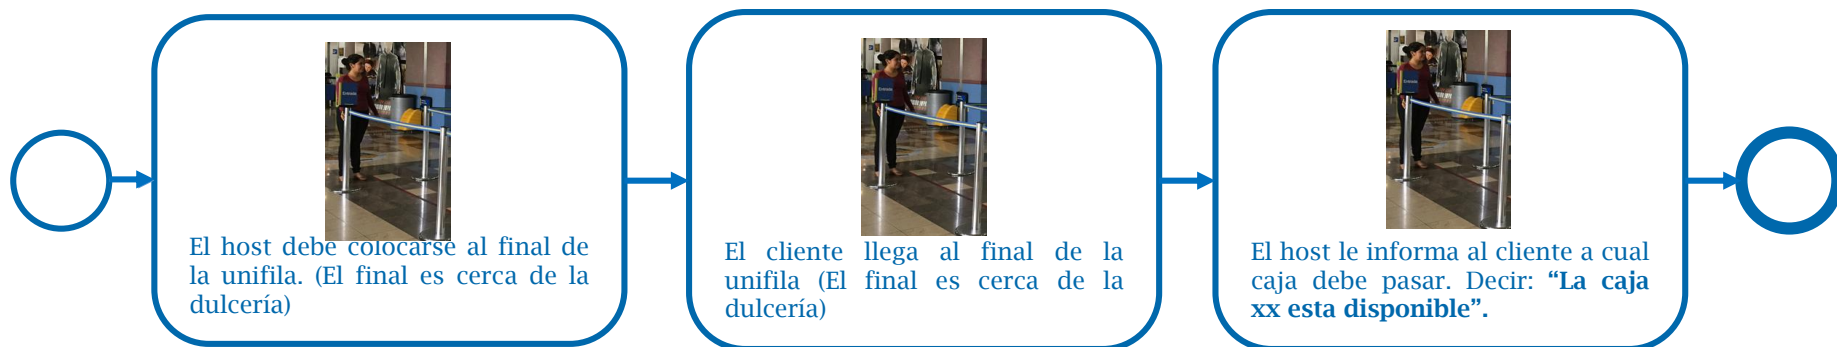 El host debe colocarse al final de
la unifila. (El final es cerca de la
dulcería)
El cliente llega al final de la
unifila (El final es cerca de la
dulcería)
El host le informa al cliente a cual
caja debe pasar. Decir: “La caja
xx esta disponible”.